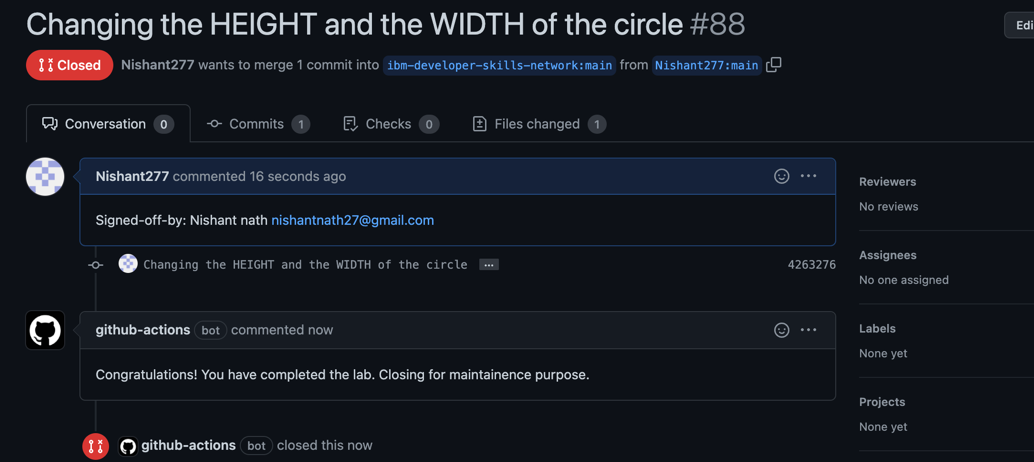 Changing the HEIGHT and the WIDTH of the circle #88
Edi
Closed Nishant277 wants to merge 1 commit into ibm-developer-skills-network:main from Nishant277:main
Conversation 0 Commits 1 Checks 0 Files changed 1
Nishant277 commented 16 seconds ago
Signed-off-by: Nishant nath nishantnath27@gmail.com
Changing the HEIGHT and the WIDTH of the circle ... 4263276
github-actions bot commented now
Congratulations! You have completed the lab. Closing for maintainence purpose.
github-actions bot closed this now
Reviewers
No reviews
Assignees
No one assigned
Labels
None yet
Projects
None yet